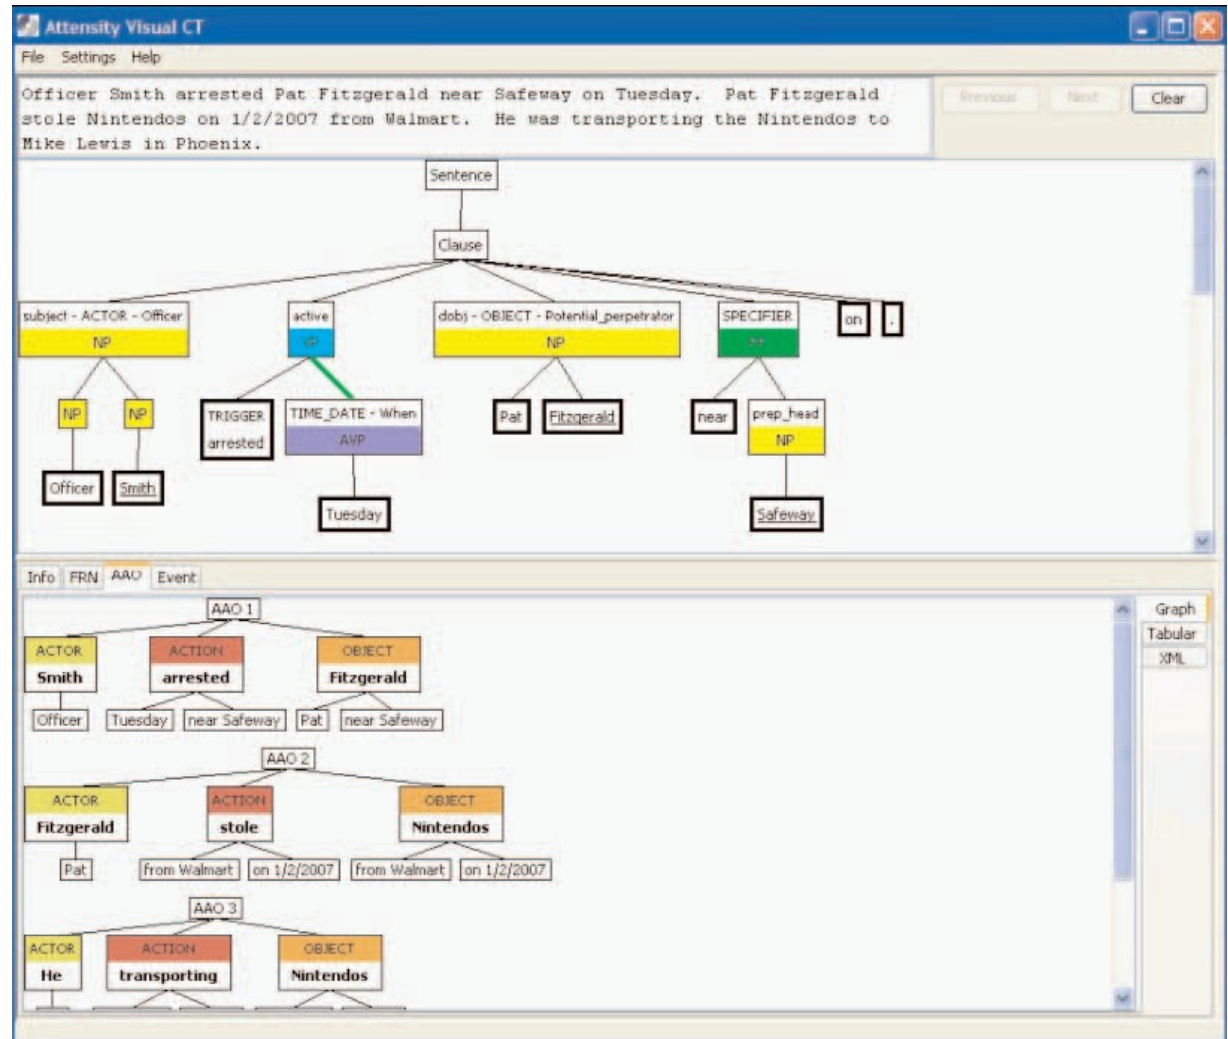 Attensity Visual CT
File Settings Help
Officer Smith arrested Pat Fitzgerald near Safeway on Tuesday. Pat Fitzgerald
stole Nintendos on 1/2/2007 from Walmart. He was transporting the Nintendos to
Mike Lewis in Phoenix.
Previous Next Clear
Sentence
Clause
subject - ACTOR - Officer active dobj - OBJECT - Potential_perpetrator SPECIFIER on .
NP VP NP PP
NP NP TRIGGER TIME_DATE - When Pat Fitzgerald near prep_head
arrested AVP NP
Officer Smith Tuesday Safeway
Info FRN AAO Event
Graph
Tabular
XML
AAO 1
ACTOR ACTION OBJECT
Smith arrested Fitzgerald
Officer Tuesday near Safeway Pat near Safeway
AAO 2
ACTOR ACTION OBJECT
Fitzgerald stole Nintendos
Pat from Walmart on 1/2/2007 from Walmart on 1/2/2007
AAO 3
ACTOR ACTION OBJECT
He transporting Nintendos